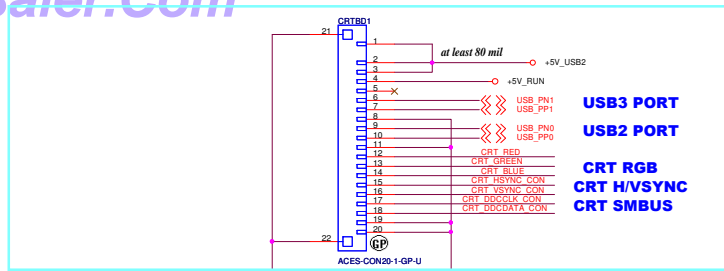 Saler.Com
CRTBD1
21
1
at least 80 mil
2
+5V_USB2
3
4
+5V_RUN
5
6
USB_PN1
USB3 PORT
7
USB_PP1
8
9
USB_PN0
USB2 PORT
10
USB_PP0
11
12
CRT_RED
13
CRT_GREEN
CRT RGB
14
CRT_BLUE
15
CRT_HSYNC_CON
CRT H/VSYNC
16
CRT_VSYNC_CON
17
CRT_DDCCLK_CON
CRT SMBUS
18
CRT_DDCDATA_CON
19
20
22
GP
ACES-CON20-1-GP-U